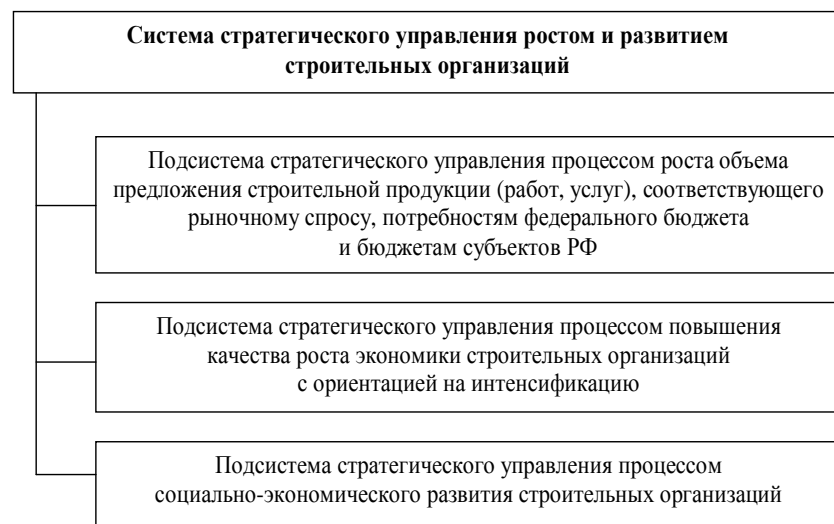 Система стратегического управления ростом и развитием
строительных организаций
Подсистема стратегического управления процессом роста объема
предложения строительной продукции (работ, услуг), соответствующего
рыночному спросу, потребностям федерального бюджета
и бюджетам субъектов РФ
Подсистема стратегического управления процессом повышения
качества роста экономики строительных организаций
с ориентацией на интенсификацию
Подсистема стратегического управления процессом
социально-экономического развития строительных организаций